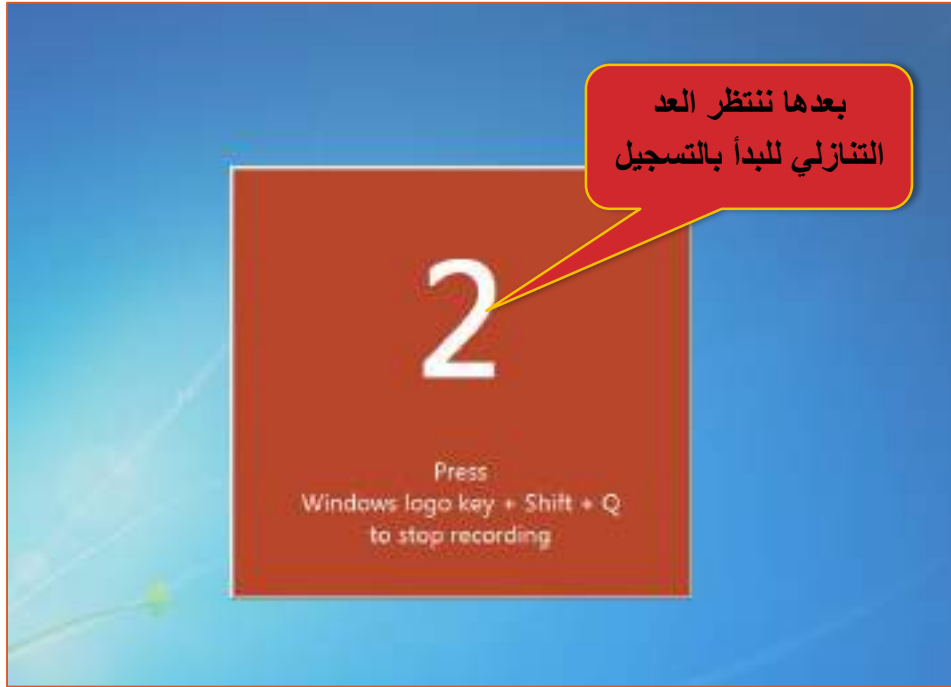 بعدها ننتظر العد
التنازلي للبدأ بالتسجيل
2
Press
Windows logo key + Shift + Q
to stop recording